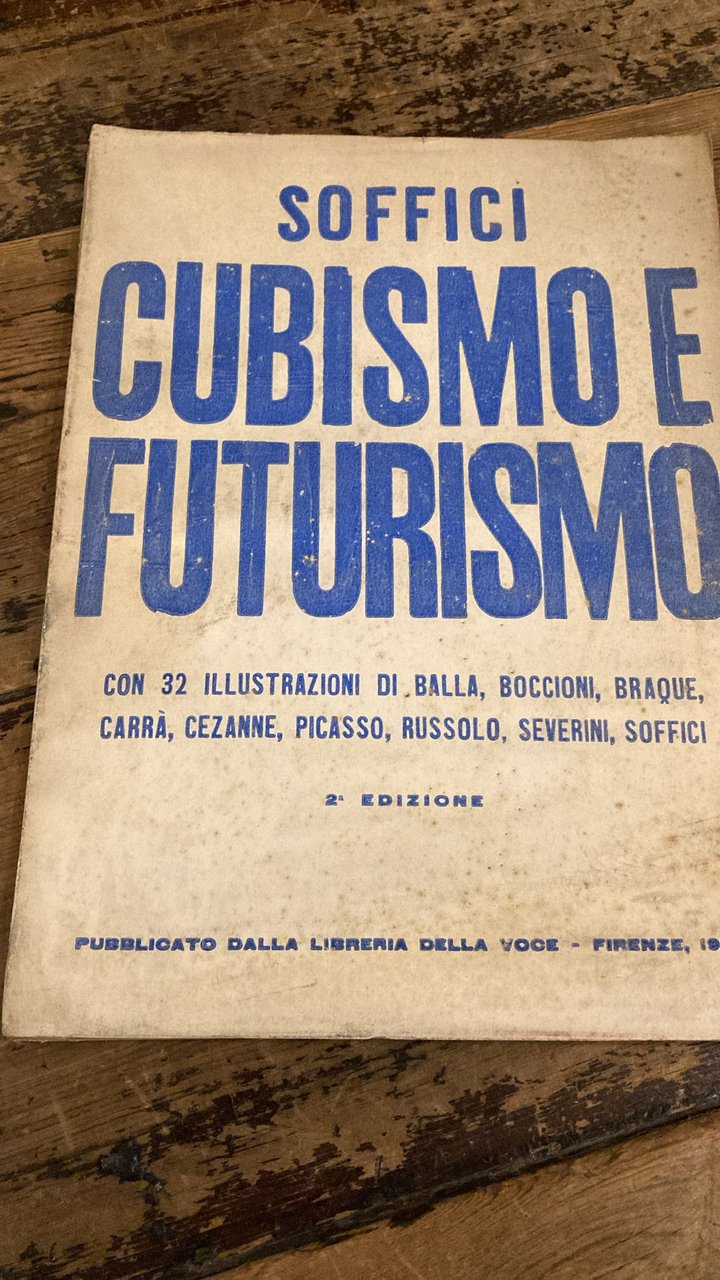 SOFFICI
CUBISMO E
FUTURISMO
CON 32 ILLUSTRAZIONI DI BALLA, BOCCIONI, BRAQUE,
CARRÀ, CEZANNE, PICASSO, RUSSOLO, SEVERINI, SOFFICI
2ª EDIZIONE
PUBBLICATO DALLA LIBRERIA DELLA VOCE - FIRENZE,